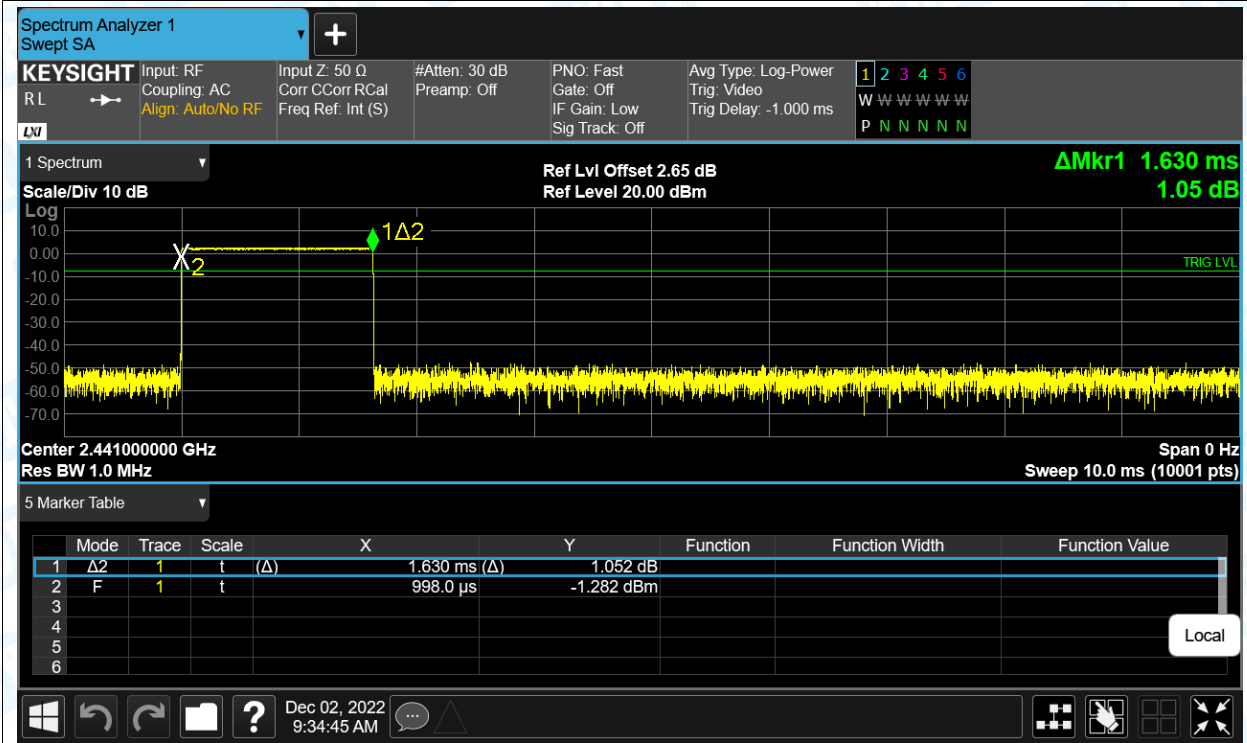 Spectrum Analyzer 1
Swept SA
+
KEYSIGHT Input: RF Input Z: 50 Ω #Atten: 30 dB PNO: Fast Avg Type: Log-Power 1 2 3 4 5 6
R L Coupling: AC Corr CCorr RCal Preamp: Off Gate: Off Trig: Video W W W W W W
Align: Auto/No RF Freq Ref: Int (S) IF Gain: Low Trig Delay: -1.000 ms P N N N N N
LXI Sig Track: Off
1 Spectrum Ref Lvl Offset 2.65 dB ΔMkr1 1.630 ms
Scale/Div 10 dB Ref Level 20.00 dBm 1.05 dB
Log
10.0 1Δ2
0.00 X 2 TRIG LVL
-10.0
-20.0
-30.0
-40.0
-50.0
-60.0
-70.0
Center 2.441000000 GHz Span 0 Hz
Res BW 1.0 MHz Sweep 10.0 ms (10001 pts)
5 Marker Table
Mode Trace Scale X Y Function Function Width Function Value
1 Δ2 1 t (Δ) 1.630 ms (Δ) 1.052 dB
2 F 1 t 998.0 µs -1.282 dBm
3
4
5
6
Local
? Dec 02, 2022
9:34:45 AM